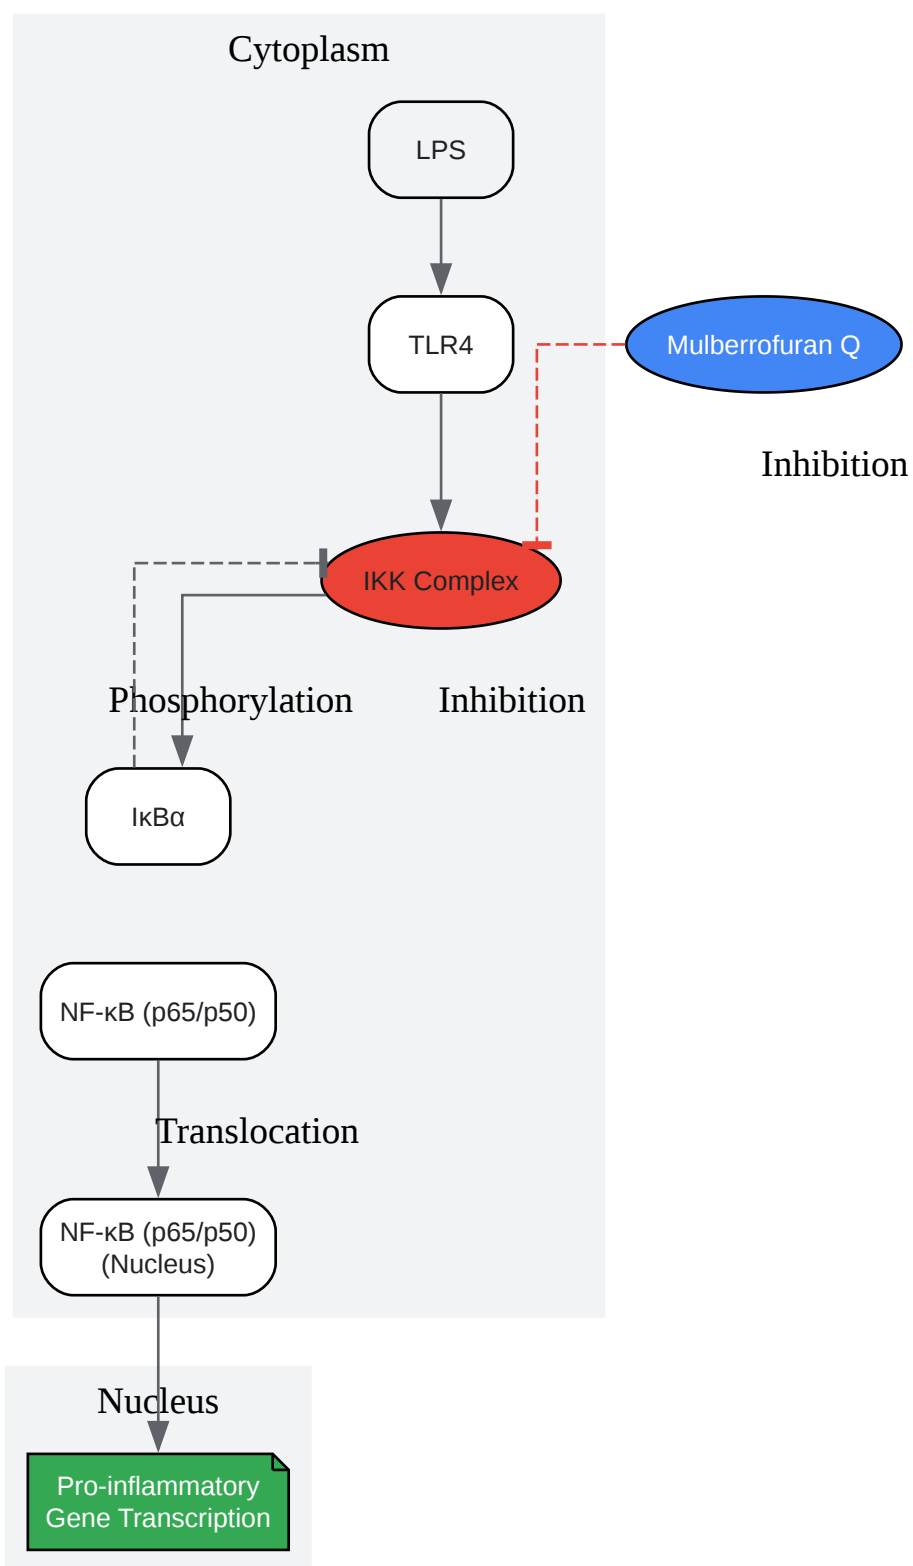 Cytoplasm
LPS
TLR4
Mulberrofuran Q
Inhibition
IKK Complex
Phosphorylation
Inhibition
IκBα
NF-κB (p65/p50)
Translocation
NF-κB (p65/p50)
(Nucleus)
Nucleus
Pro-inflammatory
Gene Transcription